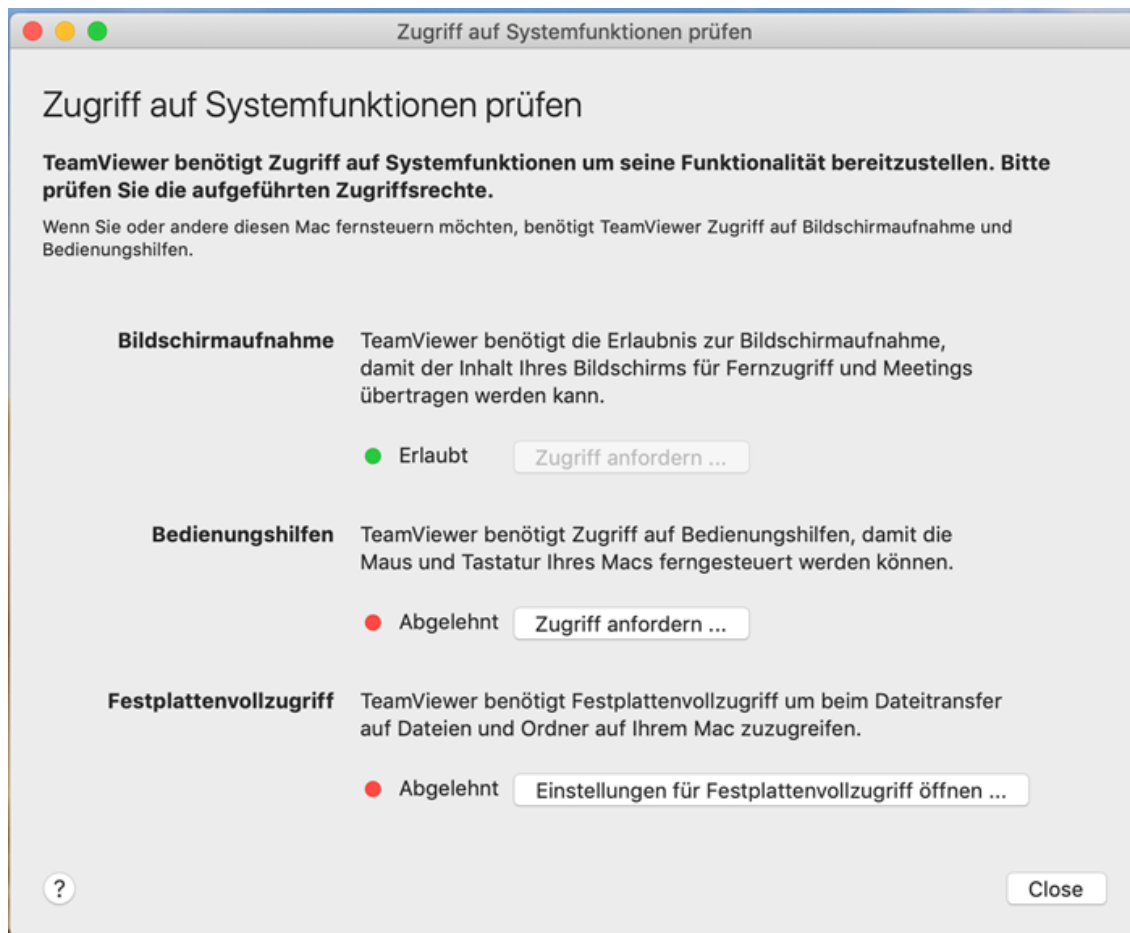 Zugriff auf Systemfunktionen prüfen
Zugriff auf Systemfunktionen prüfen
TeamViewer benötigt Zugriff auf Systemfunktionen um seine Funktionalität bereitzustellen. Bitte
prüfen Sie die aufgeführten Zugriffsrechte.
Wenn Sie oder andere diesen Mac fernsteuern möchten, benötigt TeamViewer Zugriff auf Bildschirmaufnahme und
Bedienungshilfen.
Bildschirmaufnahme TeamViewer benötigt die Erlaubnis zur Bildschirmaufnahme,
damit der Inhalt Ihres Bildschirms für Fernzugriff und Meetings
übertragen werden kann.
Erlaubt Zugriff anfordern ...
Bedienungshilfen TeamViewer benötigt Zugriff auf Bedienungshilfen, damit die
Maus und Tastatur Ihres Macs ferngesteuert werden können.
Abgelehnt Zugriff anfordern ...
Festplattenvollzugriff TeamViewer benötigt Festplattenvollzugriff um beim Dateitransfer
auf Dateien und Ordner auf Ihrem Mac zuzugreifen.
Abgelehnt Einstellungen für Festplattenvollzugriff öffnen ...
? Close